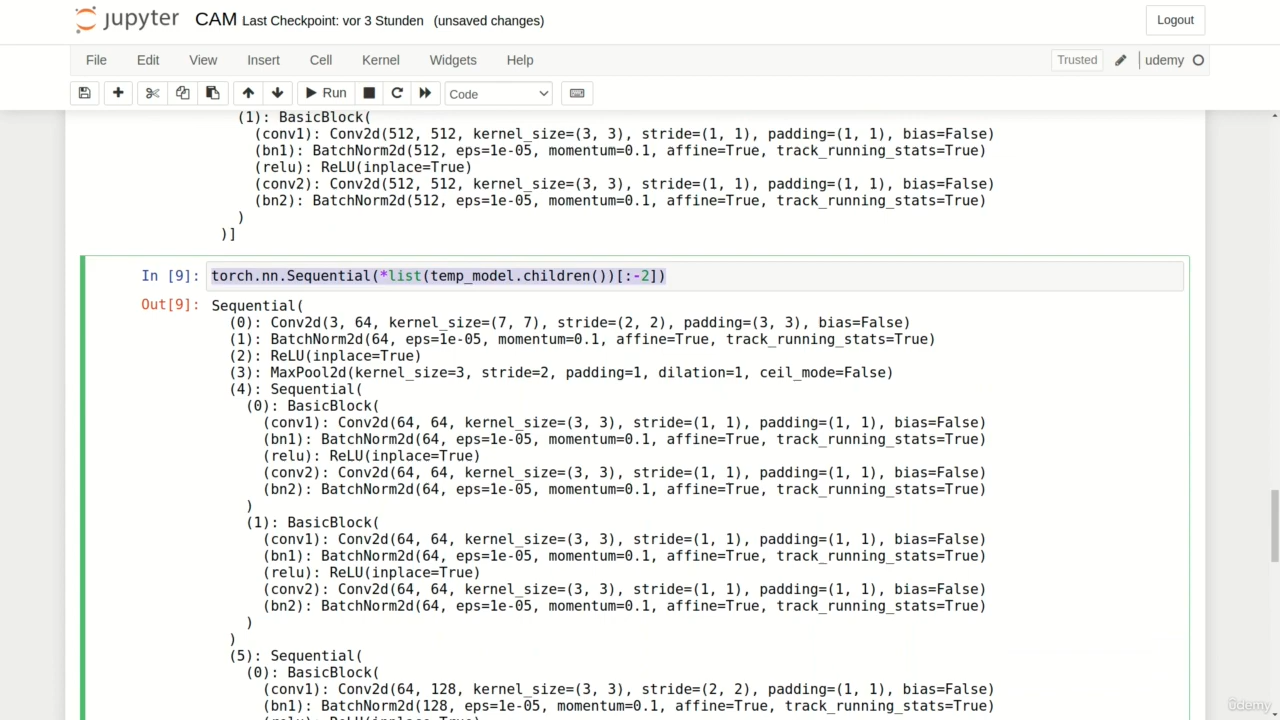 jupyter CAM Last Checkpoint: vor 3 Stunden (unsaved changes) Logout
File Edit View Insert Cell Kernel Widgets Help Trusted udemy
Run Code
(1): BasicBlock(
(conv1): Conv2d(512, 512, kernel_size=(3, 3), stride=(1, 1), padding=(1, 1), bias=False)
(bn1): BatchNorm2d(512, eps=1e-05, momentum=0.1, affine=True, track_running_stats=True)
(relu): ReLU(inplace=True)
(conv2): Conv2d(512, 512, kernel_size=(3, 3), stride=(1, 1), padding=(1, 1), bias=False)
(bn2): BatchNorm2d(512, eps=1e-05, momentum=0.1, affine=True, track_running_stats=True)
)
)]
In [9]: torch.nn.Sequential(*list(temp_model.children())[:-2])
Out[9]: Sequential(
(0): Conv2d(3, 64, kernel_size=(7, 7), stride=(2, 2), padding=(3, 3), bias=False)
(1): BatchNorm2d(64, eps=1e-05, momentum=0.1, affine=True, track_running_stats=True)
(2): ReLU(inplace=True)
(3): MaxPool2d(kernel_size=3, stride=2, padding=1, dilation=1, ceil_mode=False)
(4): Sequential(
(0): BasicBlock(
(conv1): Conv2d(64, 64, kernel_size=(3, 3), stride=(1, 1), padding=(1, 1), bias=False)
(bn1): BatchNorm2d(64, eps=1e-05, momentum=0.1, affine=True, track_running_stats=True)
(relu): ReLU(inplace=True)
(conv2): Conv2d(64, 64, kernel_size=(3, 3), stride=(1, 1), padding=(1, 1), bias=False)
(bn2): BatchNorm2d(64, eps=1e-05, momentum=0.1, affine=True, track_running_stats=True)
)
(1): BasicBlock(
(conv1): Conv2d(64, 64, kernel_size=(3, 3), stride=(1, 1), padding=(1, 1), bias=False)
(bn1): BatchNorm2d(64, eps=1e-05, momentum=0.1, affine=True, track_running_stats=True)
(relu): ReLU(inplace=True)
(conv2): Conv2d(64, 64, kernel_size=(3, 3), stride=(1, 1), padding=(1, 1), bias=False)
(bn2): BatchNorm2d(64, eps=1e-05, momentum=0.1, affine=True, track_running_stats=True)
)
)
(5): Sequential(
(0): BasicBlock(
(conv1): Conv2d(64, 128, kernel_size=(3, 3), stride=(2, 2), padding=(1, 1), bias=False)
(bn1): BatchNorm2d(128, eps=1e-05, momentum=0.1, affine=True, track_running_stats=True)
udemy